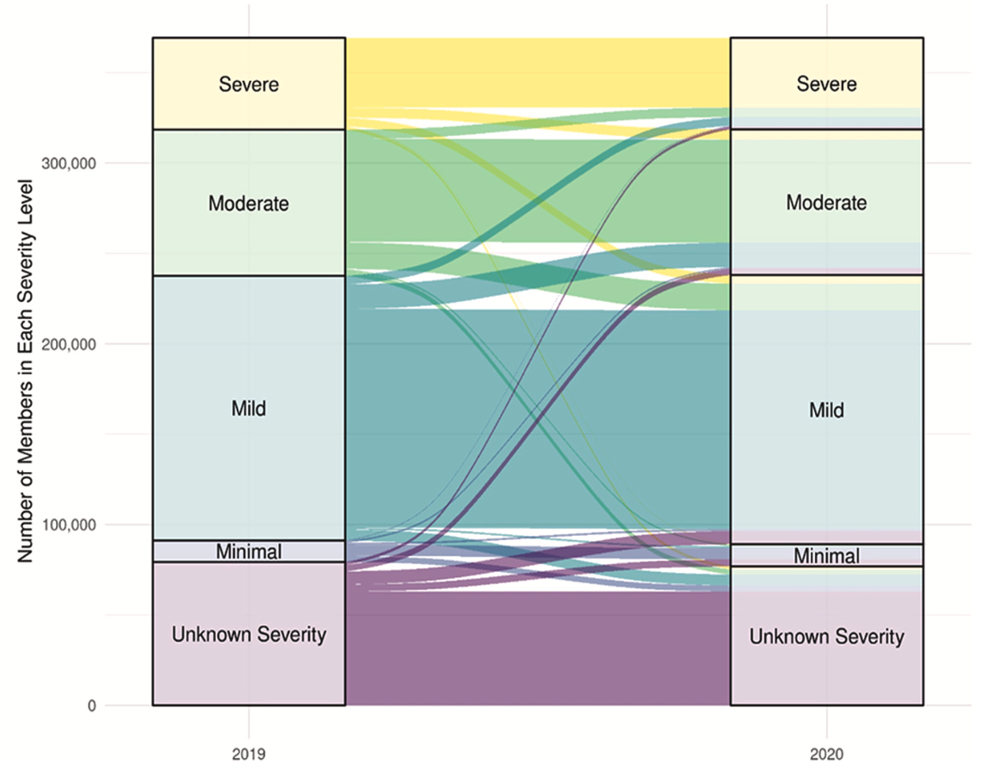 Number of Members in Each Severity Level
300,000
200,000
100,000
0
Severe
Moderate
Mild
Minimal
Unknown Severity
Severe
Moderate
Mild
Minimal
Unknown Severity
2019
2020